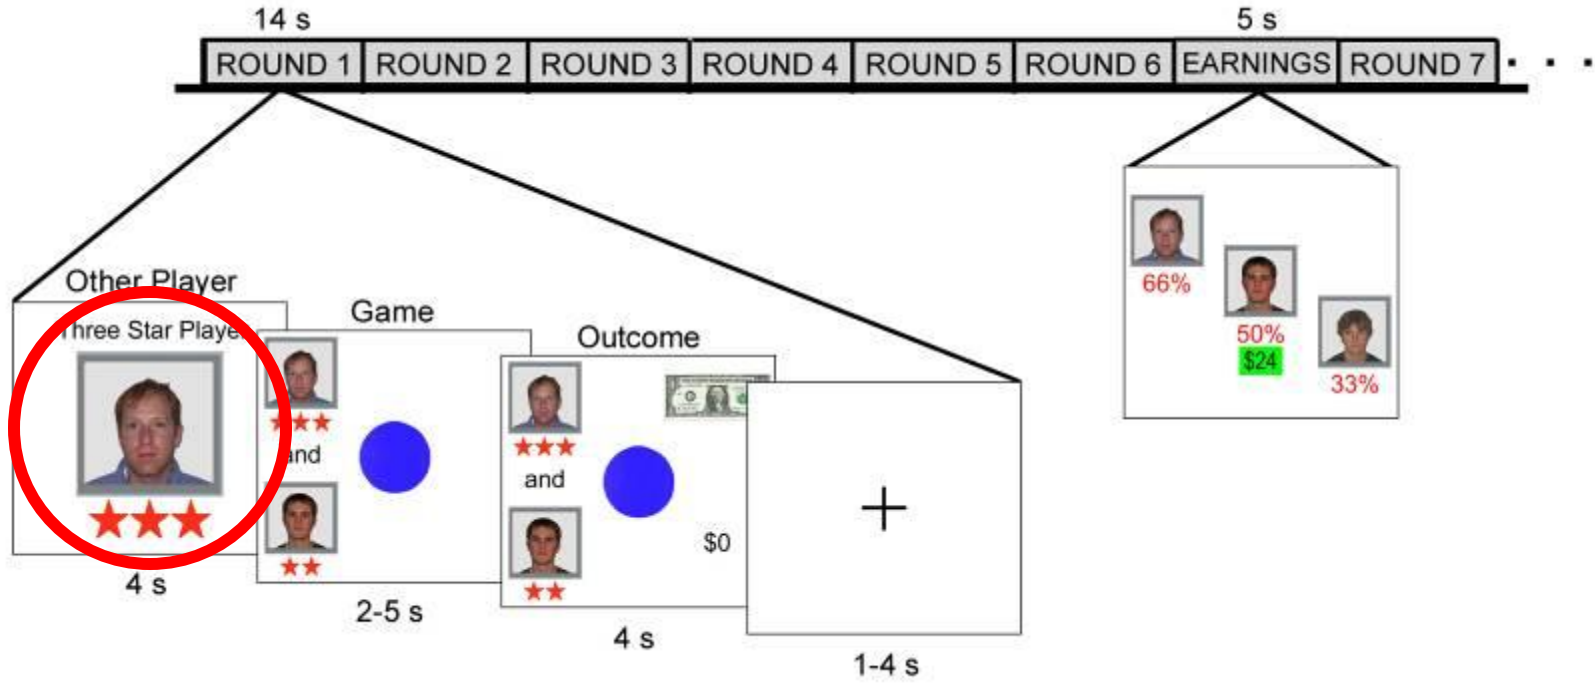 14 s
5 s
ROUND 1 ROUND 2 ROUND 3 ROUND 4 ROUND 5 ROUND 6 EARNINGS ROUND 7 . . .
Other Player
Three Star Player
4 s
Game
and
2-5 s
Outcome
and
$0
4 s
1-4 s
66%
50%
$24
33%